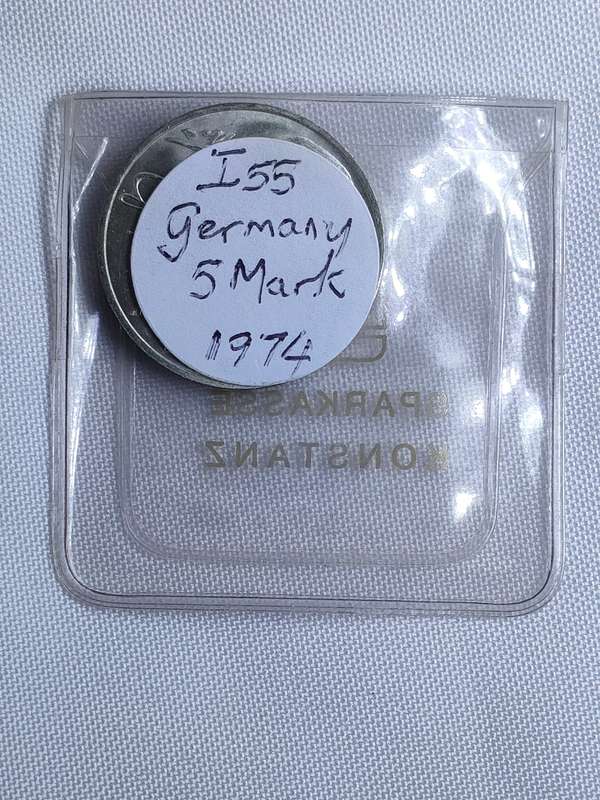 I55
Germany
5 Mark
1974
SPARKASSE
KONSTANZ